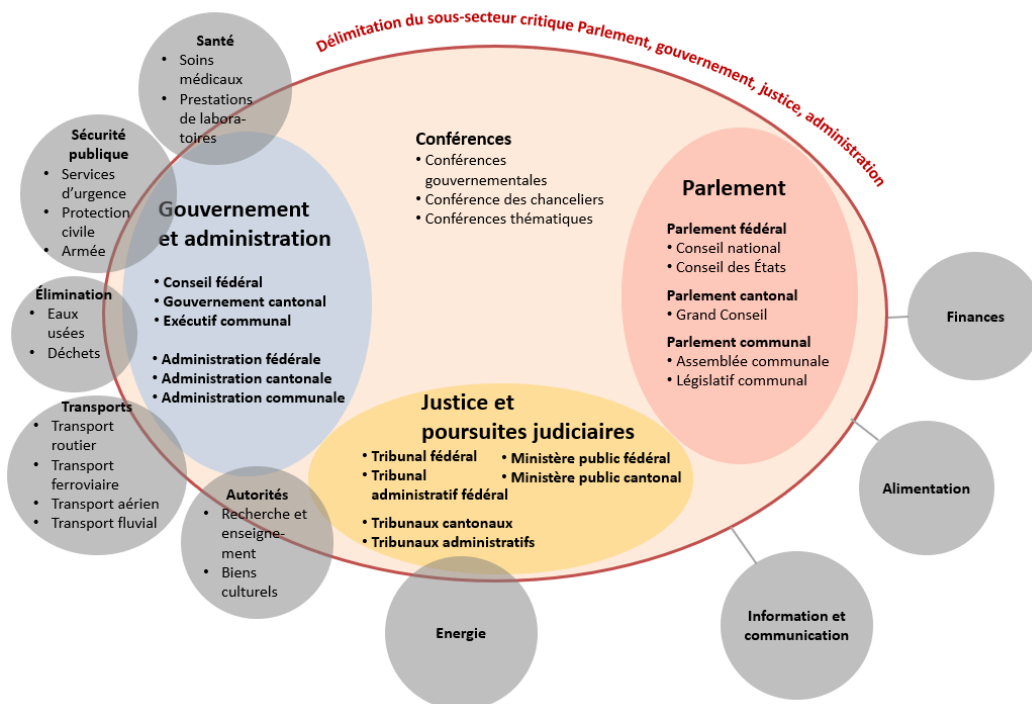 Délimitation du sous-secteur critique Parlement, gouvernement, justice, administration
Santé
• Soins
médicaux
• Prestations
de labora-
toires
Sécurité
publique
• Services
d’urgence
• Protection
civile
• Armée
Élimination
• Eaux
usées
• Déchets
Transports
• Transport
routier
• Transport
ferroviaire
• Transport aérien
• Transport fluvial
Autorités
• Recherche et
enseigne-
ment
• Biens
culturels
Gouvernement
et administration
• Conseil fédéral
• Gouvernement cantonal
• Exécutif communal
• Administration fédérale
• Administration cantonale
• Administration communale
Conférences
• Conférences
gouvernementales
• Conférence des chanceliers
• Conférences thématiques
Parlement
Parlement fédéral
• Conseil national
• Conseil des États
Parlement cantonal
• Grand Conseil
Parlement communal
• Assemblée communale
• Législatif communal
Justice et
poursuites judiciaires
• Tribunal fédéral
• Tribunal
administratif fédéral
• Tribunaux cantonaux
• Tribunaux administratifs
• Ministère public fédéral
• Ministère public cantonal
Finances
Alimentation
Information et
communication
Energie